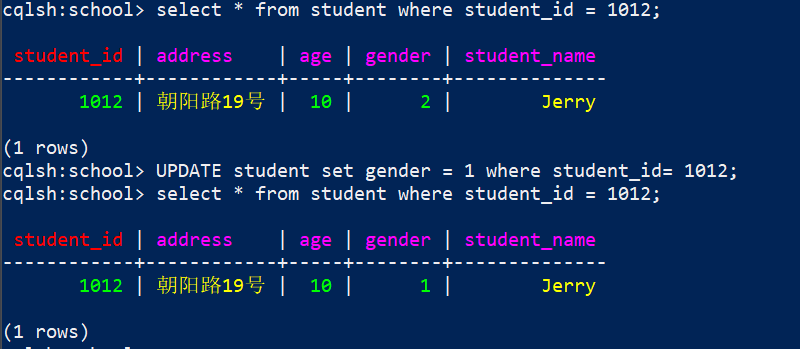 cqlsh:school> select * from student where student_id = 1012;
student_id | address | age | gender | student_name
------------+------------+-----+--------+--------------
1012 | 朝阳路19号 | 10 | 2 | Jerry
(1 rows)
cqlsh:school> UPDATE student set gender = 1 where student_id= 1012;
cqlsh:school> select * from student where student_id = 1012;
student_id | address | age | gender | student_name
------------+------------+-----+--------+--------------
1012 | 朝阳路19号 | 10 | 1 | Jerry
(1 rows)